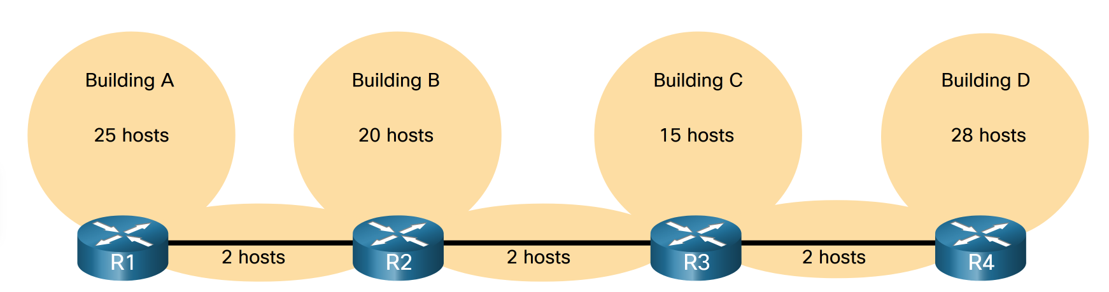 Building A
25 hosts
Building B
20 hosts
Building C
15 hosts
Building D
28 hosts
R1
2 hosts
R2
2 hosts
R3
2 hosts
R4